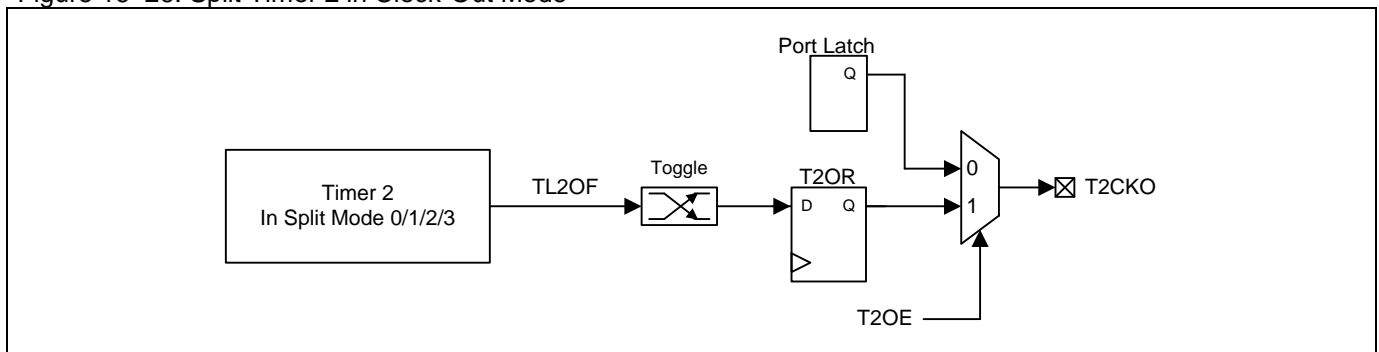 Port Latch
Q
Toggle
T2OR
0
Timer 2
In Split Mode 0/1/2/3
TL2OF
D
Q
1
T2CKO
T2OE